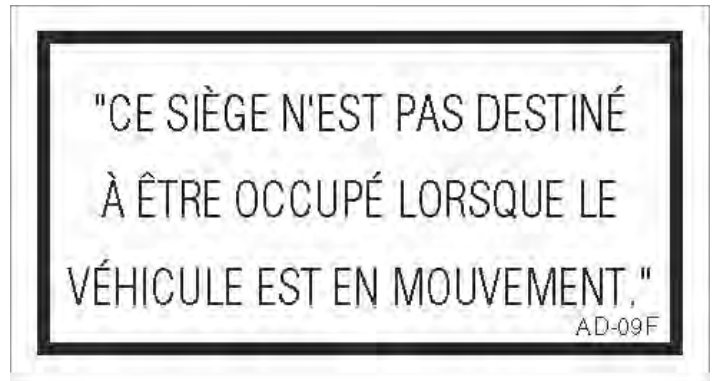 "CE SIÈGE N'EST PAS DESTINÉ
À ÊTRE OCCUPÉ LORSQUE LE
VÉHICULE EST EN MOUVEMENT."
AD-09F